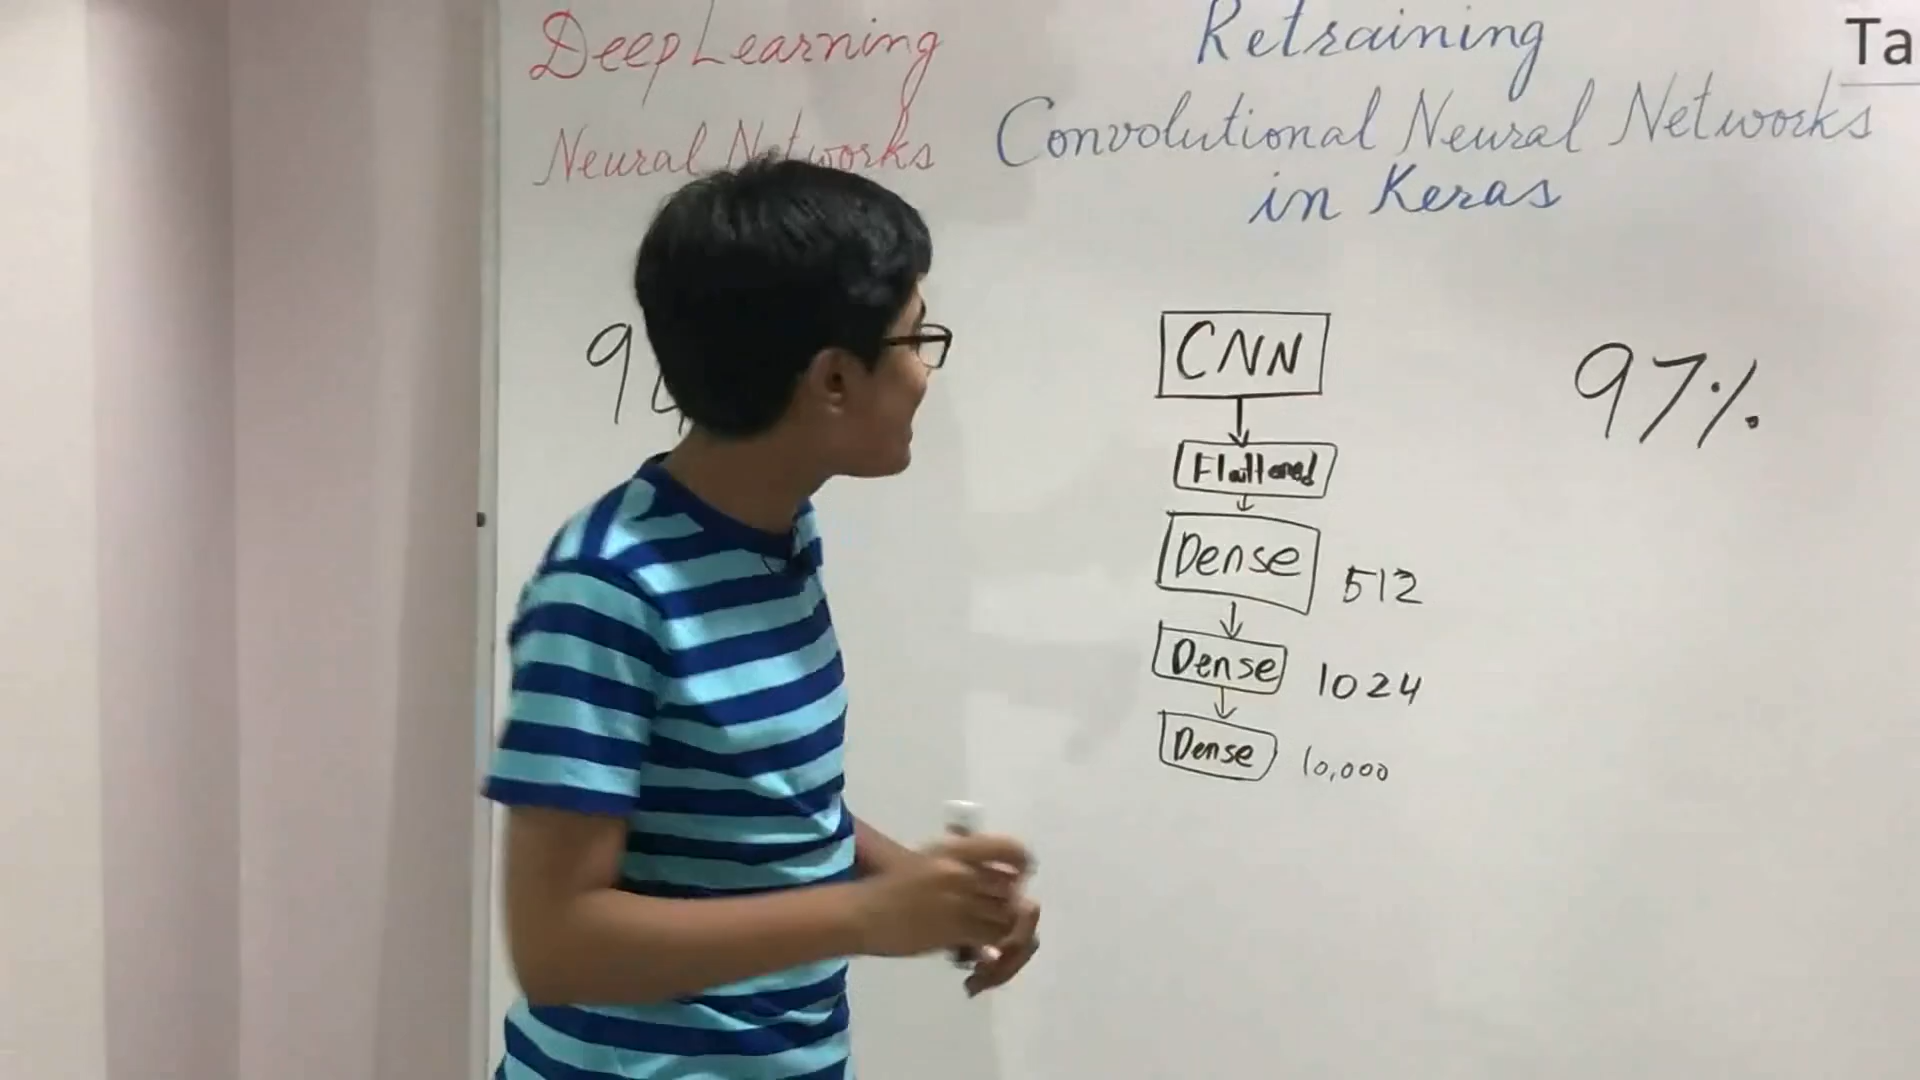 Deep Learning
Neural Networks
Retraining
Convolutional Neural Networks
in Keras
Ta
CNN
97%
Flattened
Dense
512
Dense
1024
Dense
10,000